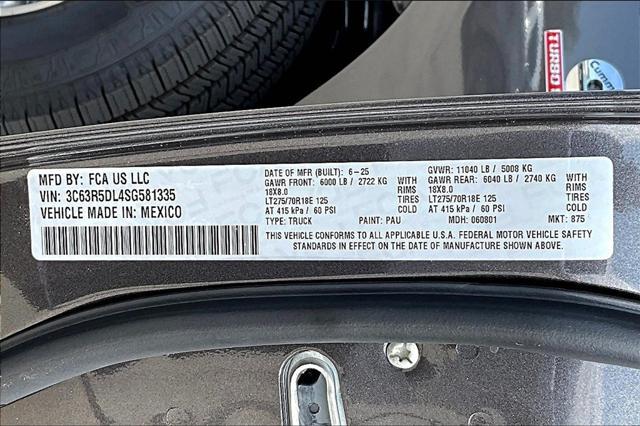 TURBO
Cummins
MFD BY: FCA US LLC
VIN: 3C63R5DL4SG581335
VEHICLE MADE IN: MEXICO
DATE OF MFR (BUILT): 6-25
GAWR FRONT: 6000 LB / 2722 KG
18X8.0 WITH
LT275/70R18E 125 TIRES
AT 415 kPa / 60 PSI COLD
TYPE: TRUCK PAINT: PAU
GVWR: 11040 LB / 5008 KG
GAWR REAR: 6040 LB / 2740 KG
18X8.0 WITH
LT275/70R18E 125 TIRES
AT 415 kPa / 60 PSI COLD
MDH: 060801 MKT: 875
THIS VEHICLE CONFORMS TO ALL APPLICABLE U.S.A. FEDERAL MOTOR VEHICLE SAFETY
STANDARDS IN EFFECT ON THE DATE OF MANUFACTURE SHOWN ABOVE.